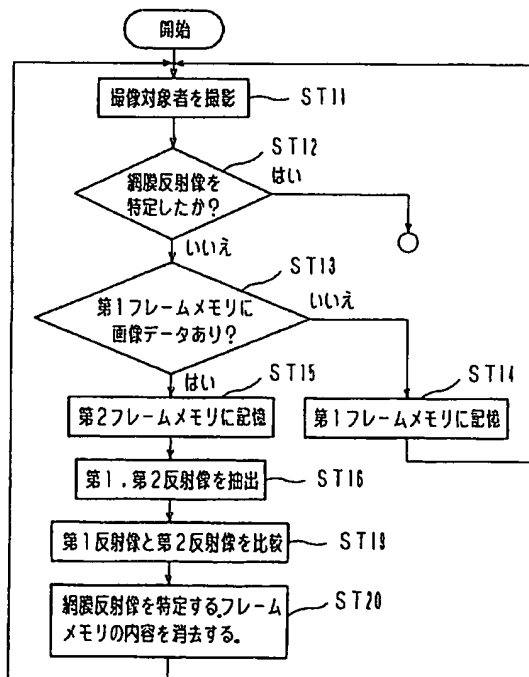 開始
撮像対象者を撮影
ST11
網膜反射像を
特定したか?
ST12
はい
いいえ
第1フレームメモリに
画像データあり?
ST13
いいえ
はい
第2フレームメモリに記憶
ST15
第1フレームメモリに記憶
ST14
第1,第2反射像を抽出
ST16
第1反射像と第2反射像を比較
ST18
網膜反射像を特定する。フレーム
メモリの内容を消去する。
ST20